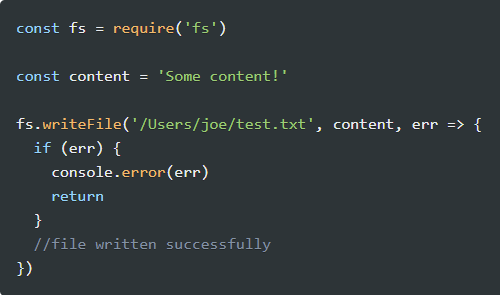 const fs = require('fs')
const content = 'Some content!'
fs.writeFile('/Users/joe/test.txt', content, err => {
  if (err) {
    console.error(err)
    return
  }
  //file written successfully
})